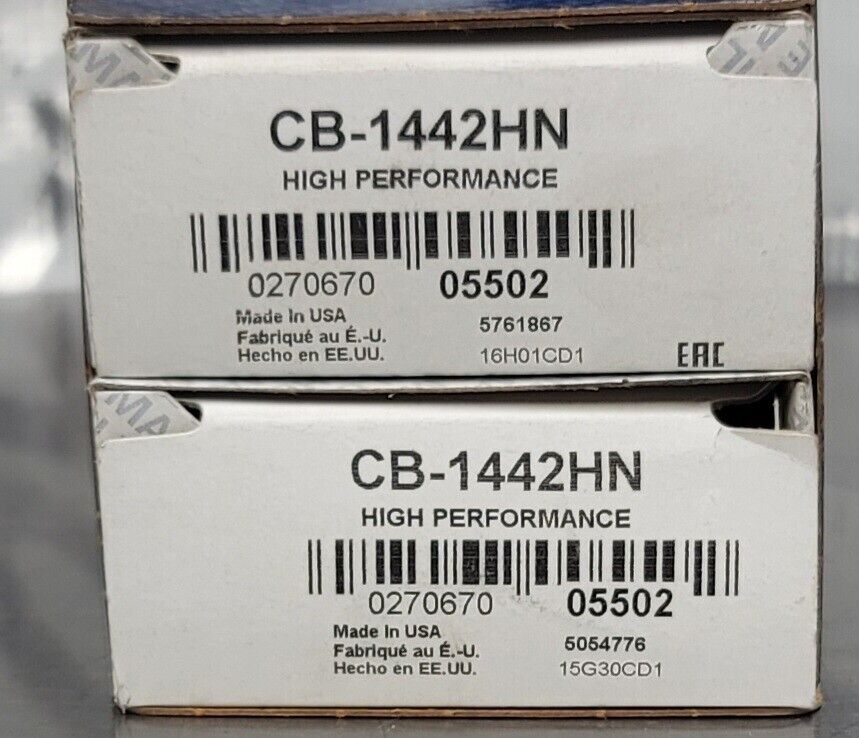 CB-1442HN
HIGH PERFORMANCE
0270670 05502
Made In USA
Fabriqué au É.-U.
Hecho en EE.UU.
5761867
16H01CD1
EAC
CB-1442HN
HIGH PERFORMANCE
0270670 05502
Made In USA
Fabriqué au É.-U.
Hecho en EE.UU.
5054776
15G30CD1